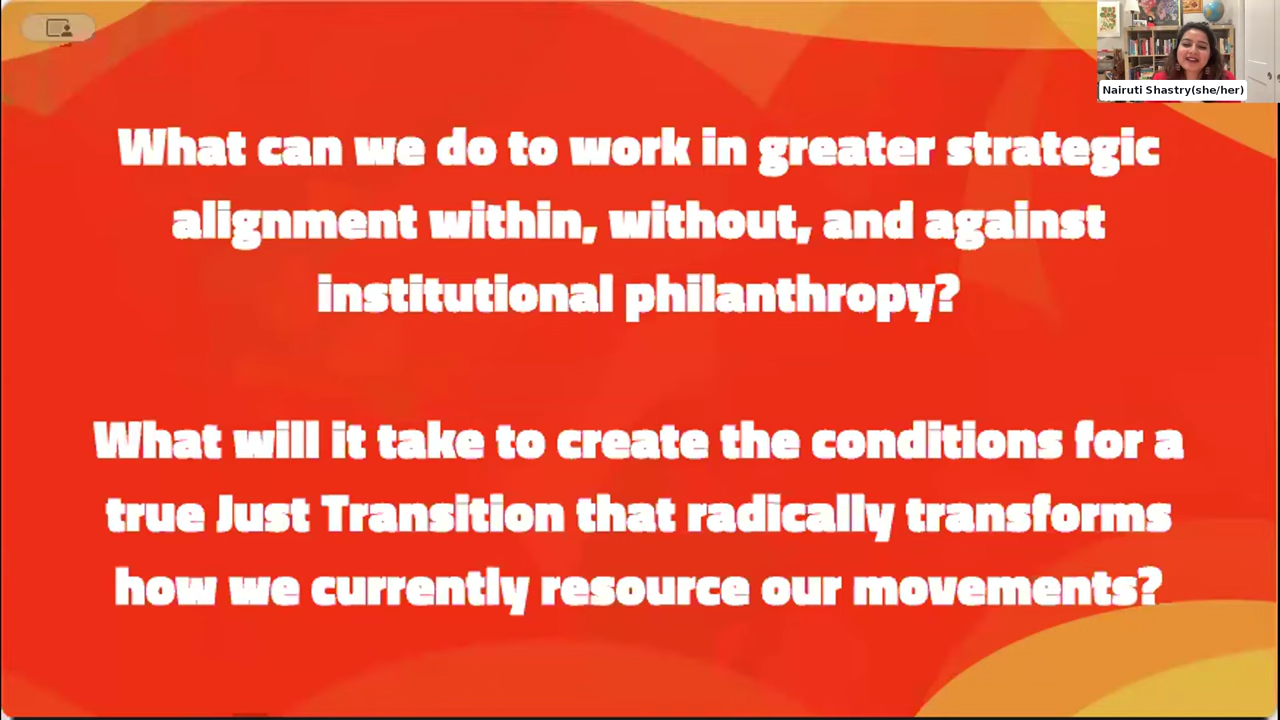 Nairuti Shastry(she/her)
What can we do to work in greater strategic
alignment within, without, and against
institutional philanthropy?
What will it take to create the conditions for a
true Just Transition that radically transforms
how we currently resource our movements?